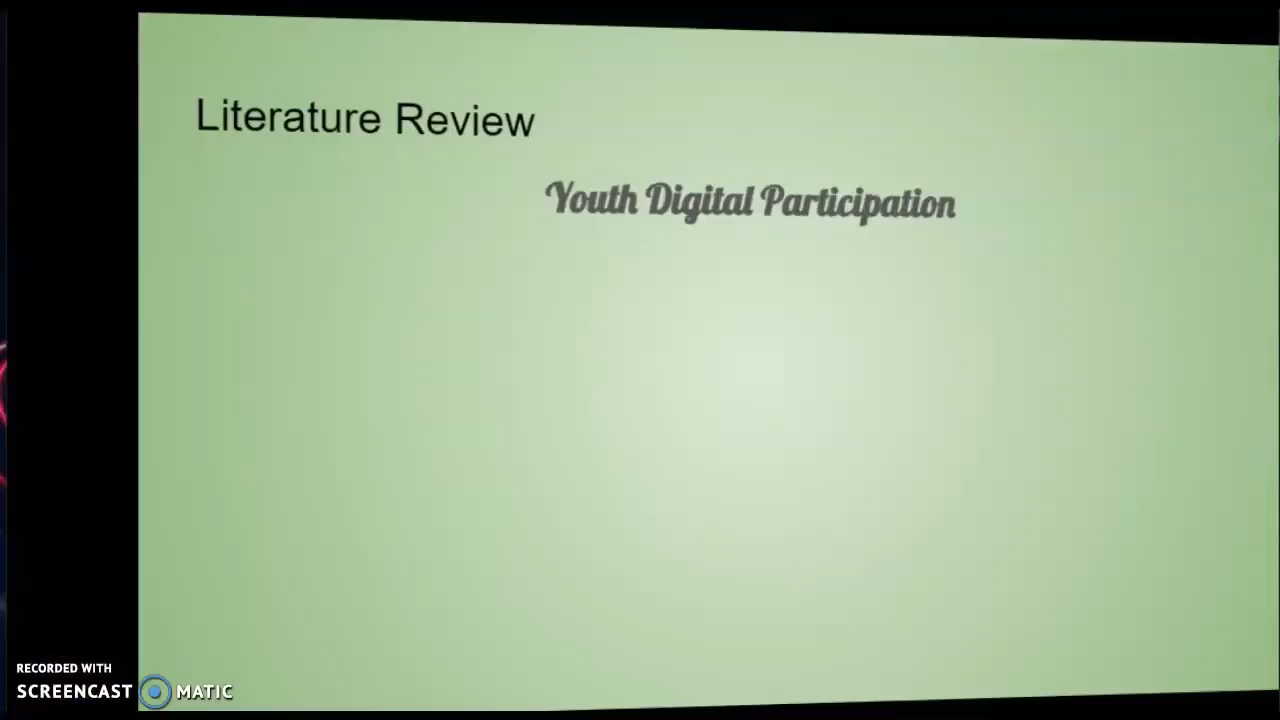 Literature Review
Youth Digital Participation
RECORDED WITH
SCREENCAST MATIC